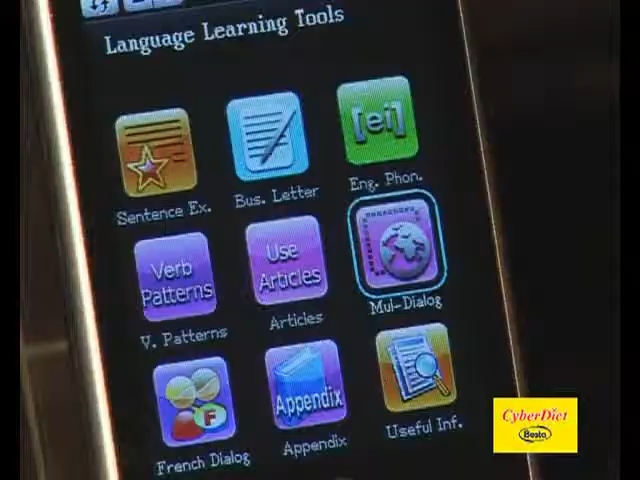 Language Learning Tools
[ei]
Sentence Ex.
Bus. Letter
Eng. Phon.
Verb
Patterns
Use
Articles
V. Patterns
Articles
Mul-Dialog
F
Appendix
French Dialog
Appendix
Useful Inf.
CyberDict
Besta